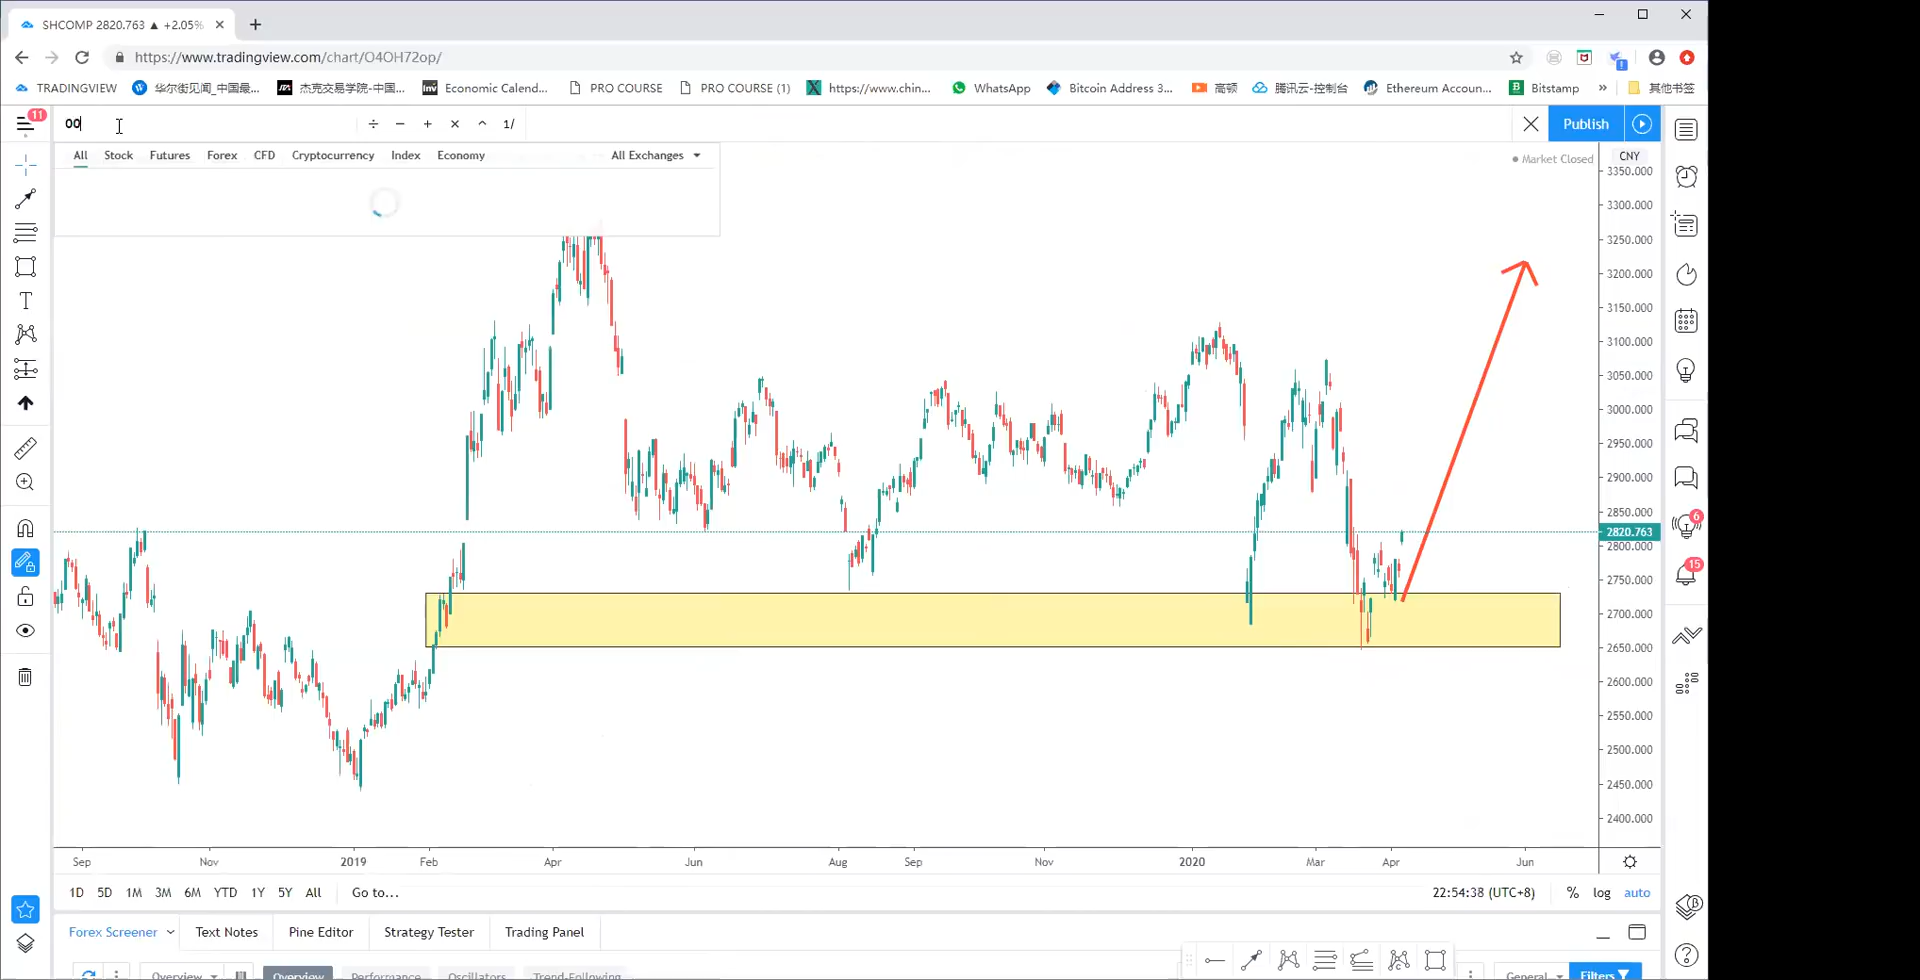 SHCOMP 2820.763 ▲ +2.05%
https://www.tradingview.com/chart/O4OH72op/
TRADINGVIEW 华尔街见闻_中国最... 杰克交易学院-中国... Economic Calend... PRO COURSE PRO COURSE (1) https://www.chin... WhatsApp Bitcoin Address 3... 高顿 腾讯云-控制台 Ethereum Accoun... Bitstamp » 其他书签
11
00 ÷ − + × ^ 1/ Publish
All Stock Futures Forex CFD Cryptocurrency Index Economy All Exchanges
Market Closed CNY
3350.000
3300.000
3250.000
3200.000
3150.000
3100.000
3050.000
3000.000
2950.000
2900.000
2850.000
2820.763
2800.000
2750.000
2700.000
2650.000
2600.000
2550.000
2500.000
2450.000
2400.000
6
15
Sep Nov 2019 Feb Apr Jun Aug Sep Nov 2020 Mar Apr Jun
1D 5D 1M 3M 6M YTD 1Y 5Y All Go to... 22:54:38 (UTC+8) % log auto
Forex Screener Text Notes Pine Editor Strategy Tester Trading Panel
Overview Overview Performance Oscillators Trend-Following General Filters